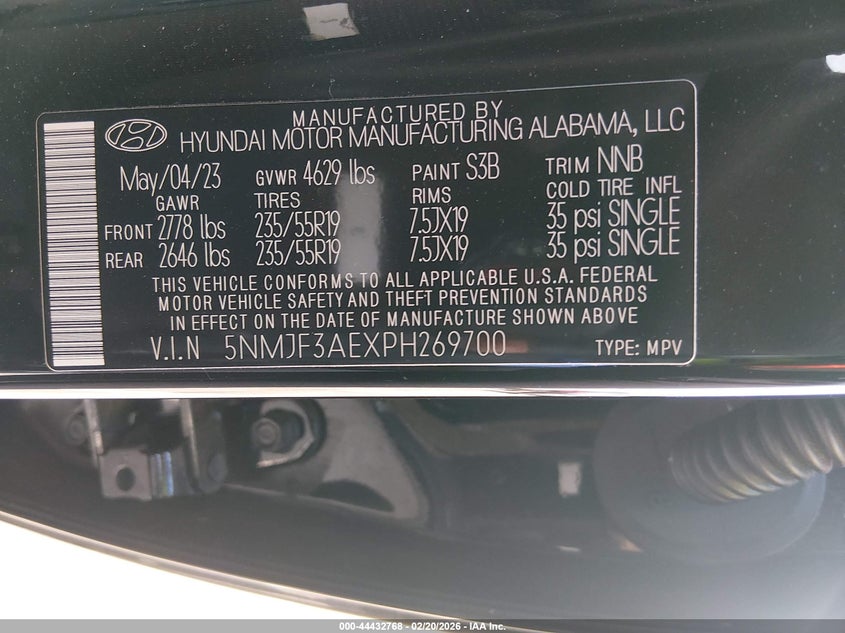 MANUFACTURED BY
HYUNDAI MOTOR MANUFACTURING ALABAMA, LLC
May/04/23 GVWR 4629 lbs PAINT S3B TRIM NNB
GAWR TIRES RIMS COLD TIRE INFL
FRONT 2778 lbs 235/55R19 7.5JX19 35 psi SINGLE
REAR 2646 lbs 235/55R19 7.5JX19 35 psi SINGLE
THIS VEHICLE CONFORMS TO ALL APPLICABLE U.S.A. FEDERAL
MOTOR VEHICLE SAFETY AND THEFT PREVENTION STANDARDS
IN EFFECT ON THE DATE OF MANUFACTURE SHOWN ABOVE
V.I.N 5NMJF3AEXPH269700 TYPE: MPV
000-44432768 - 02/20/2026 - IAA Inc.